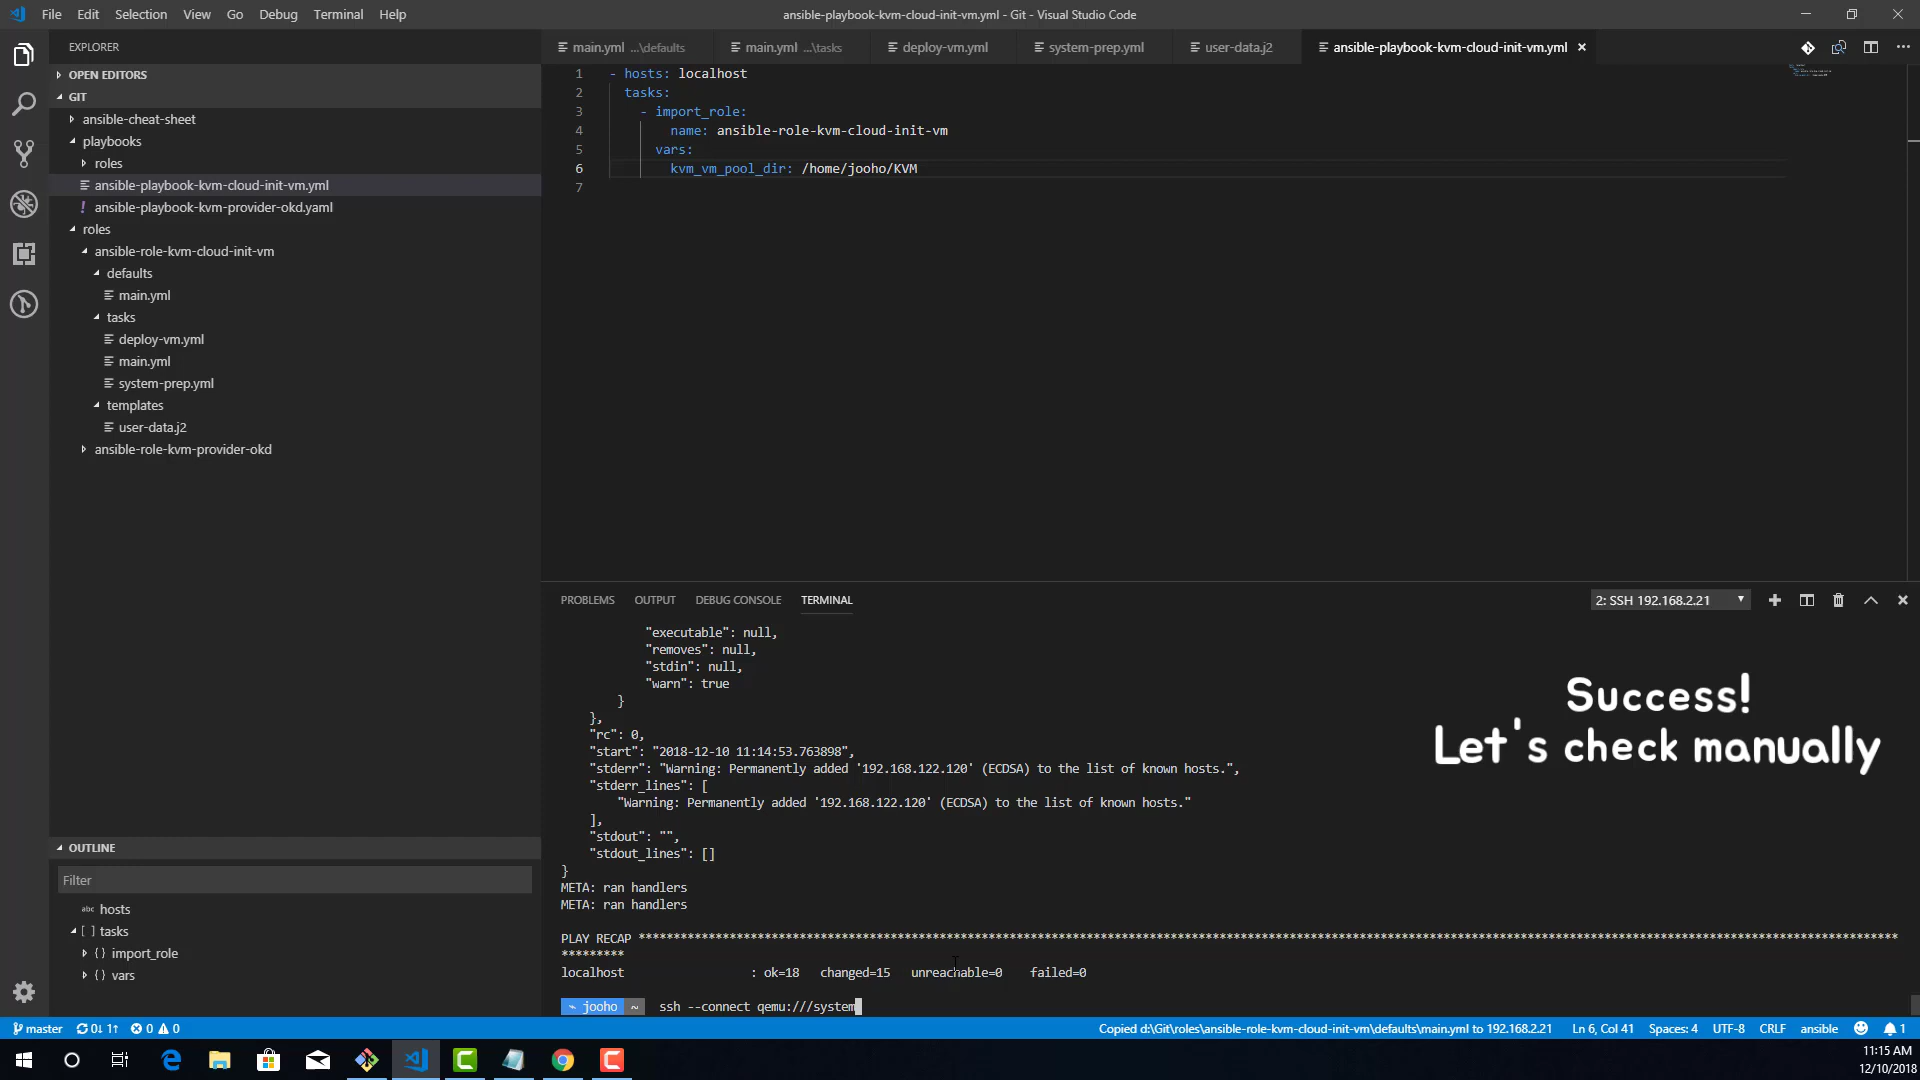 File Edit Selection View Go Debug Terminal Help
ansible-playbook-kvm-cloud-init-vm.yml - Git - Visual Studio Code
EXPLORER
OPEN EDITORS
GIT
ansible-cheat-sheet
playbooks
roles
ansible-playbook-kvm-cloud-init-vm.yml
! ansible-playbook-kvm-provider-okd.yaml
roles
ansible-role-kvm-cloud-init-vm
defaults
main.yml
tasks
deploy-vm.yml
main.yml
system-prep.yml
templates
user-data.j2
ansible-role-kvm-provider-okd
OUTLINE
Filter
abc hosts
[ ] tasks
{} import_role
{} vars
main.yml ...\defaults
main.yml ...\tasks
deploy-vm.yml
system-prep.yml
user-data.j2
ansible-playbook-kvm-cloud-init-vm.yml ×
1 - hosts: localhost
2 tasks:
3 - import_role:
4 name: ansible-role-kvm-cloud-init-vm
5 vars:
6 kvm_vm_pool_dir: /home/jooho/KVM
7
PROBLEMS OUTPUT DEBUG CONSOLE TERMINAL
2: SSH 192.168.2.21
"executable": null,
"removes": null,
"stdin": null,
"warn": true
}
},
"rc": 0,
"start": "2018-12-10 11:14:53.763898",
"stderr": "Warning: Permanently added '192.168.122.120' (ECDSA) to the list of known hosts.",
"stderr_lines": [
"Warning: Permanently added '192.168.122.120' (ECDSA) to the list of known hosts."
],
"stdout": "",
"stdout_lines": []
}
META: ran handlers
META: ran handlers
PLAY RECAP ************************************************************************************************************************************************************************************
*********
localhost : ok=18 changed=15 unreachable=0 failed=0
~ jooho ~ ssh --connect qemu:///system
Success!
Let's check manually
master 0↓ 1↑ 0 0
Copied d:\Git\roles\ansible-role-kvm-cloud-init-vm\defaults\main.yml to 192.168.2.21 Ln 6, Col 41 Spaces: 4 UTF-8 CRLF ansible 1
11:15 AM
12/10/2018